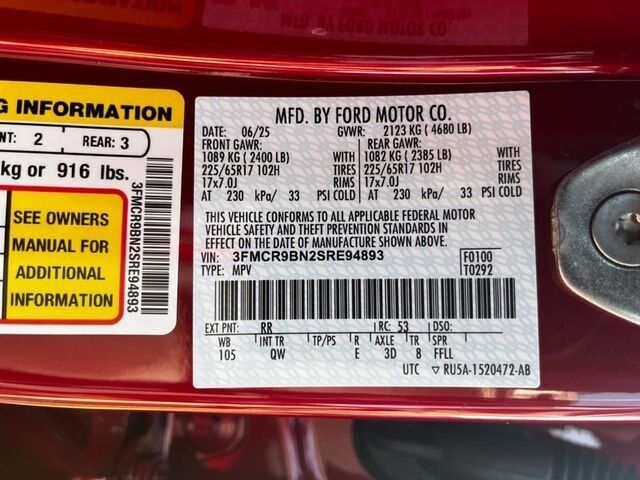 MFD. BY FORD MOTOR CO.
G INFORMATION
NT: 2 REAR: 3
kg or 916 lbs.
SEE OWNERS
MANUAL FOR
ADDITIONAL
INFORMATION
3FMCR9BN2SRE94893
MFD. BY FORD MOTOR CO.
DATE: 06/25 GVWR: 2123 KG ( 4680 LB)
FRONT GAWR: REAR GAWR:
1089 KG ( 2400 LB) WITH 1082 KG ( 2385 LB) WITH
225/65R17 102H TIRES 225/65R17 102H TIRES
17x7.0J RIMS 17x7.0J RIMS
AT 230 kPa/ 33 PSI COLD AT 230 kPa/ 33 PSI COLD
THIS VEHICLE CONFORMS TO ALL APPLICABLE FEDERAL MOTOR
VEHICLE SAFETY AND THEFT PREVENTION STANDARDS IN
EFFECT ON THE DATE OF MANUFACTURE SHOWN ABOVE.
VIN: 3FMCR9BN2SRE94893 F0100
TYPE: MPV T0292
EXT PNT: RR RC: 53 DSO:
WB INT TR TP/PS R AXLE TR SPR
105 QW E 3D 8 FFLL
UTC ▽ RU5A-1520472-AB